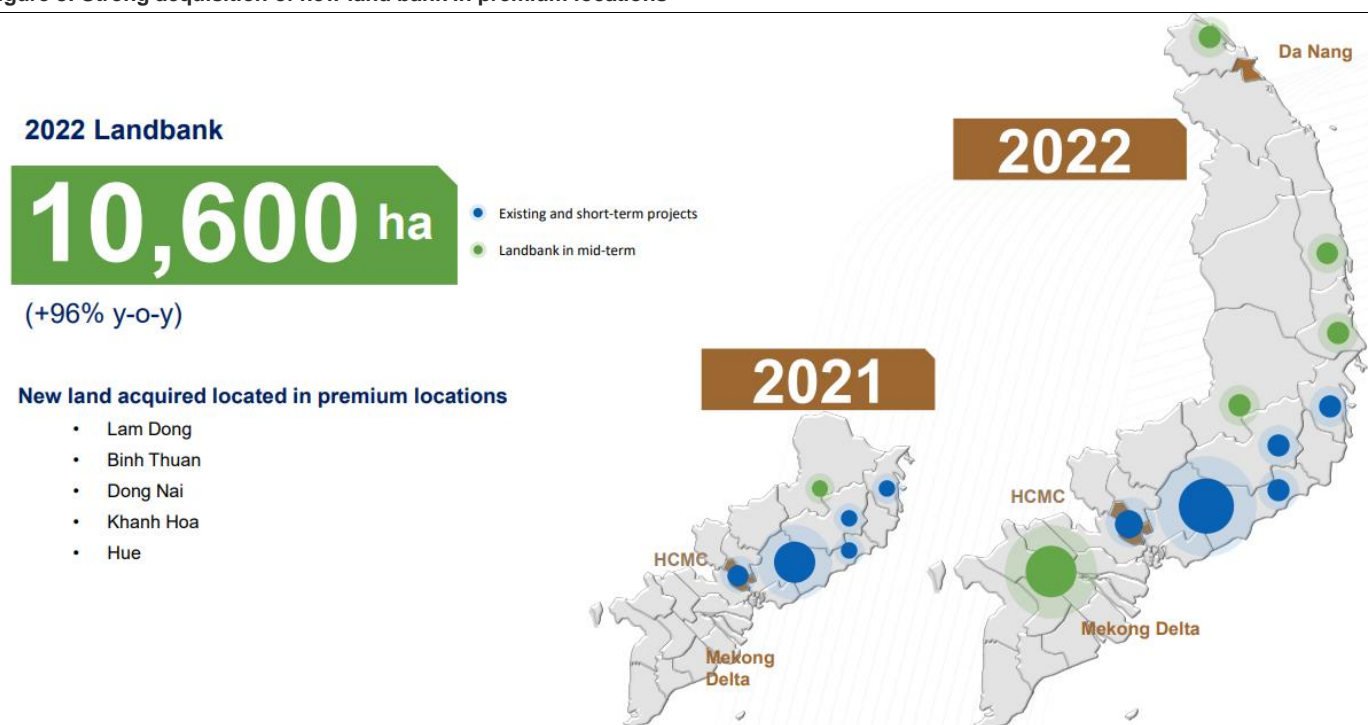 2022 Landbank
10,600 ha
(+96% y-o-y)
Existing and short-term projects
Landbank in mid-term
New land acquired located in premium locations
• Lam Dong
• Binh Thuan
• Dong Nai
• Khanh Hoa
• Hue
2021
HCMC
Mekong
Delta
2022
Da Nang
HCMC
Mekong Delta